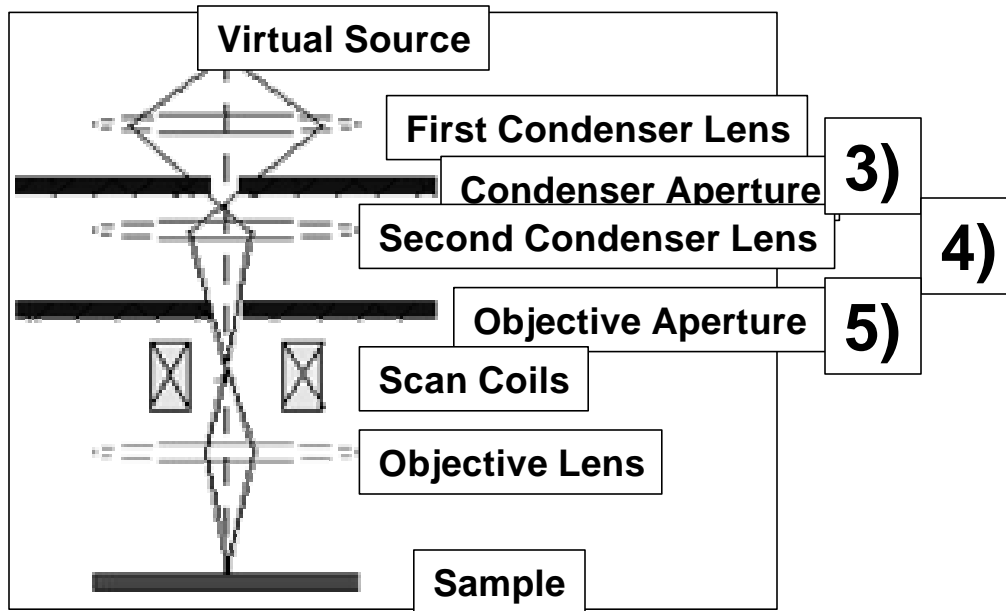 Virtual Source
First Condenser Lens
Condenser Aperture
3)
Second Condenser Lens
4)
Objective Aperture
5)
Scan Coils
Objective Lens
Sample